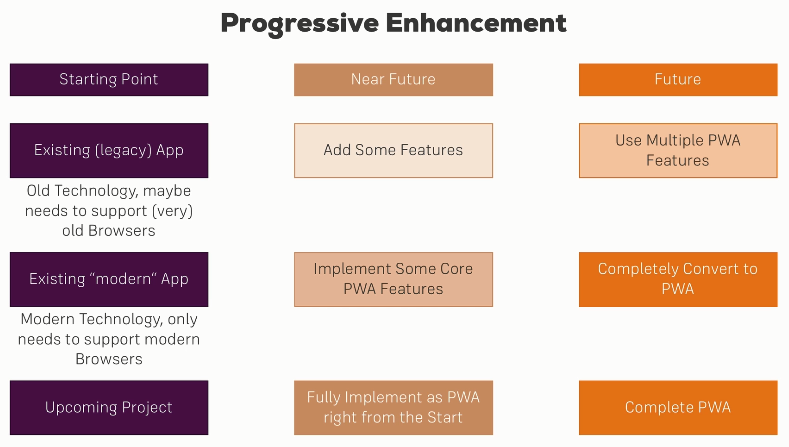 Progressive Enhancement
Starting Point
Near Future
Future
Existing (legacy) App
Add Some Features
Use Multiple PWA
Features
Old Technology, maybe
needs to support (very)
old Browsers
Existing “modern“ App
Implement Some Core
PWA Features
Completely Convert to
PWA
Modern Technology, only
needs to support modern
Browsers
Upcoming Project
Fully Implement as PWA
right from the Start
Complete PWA